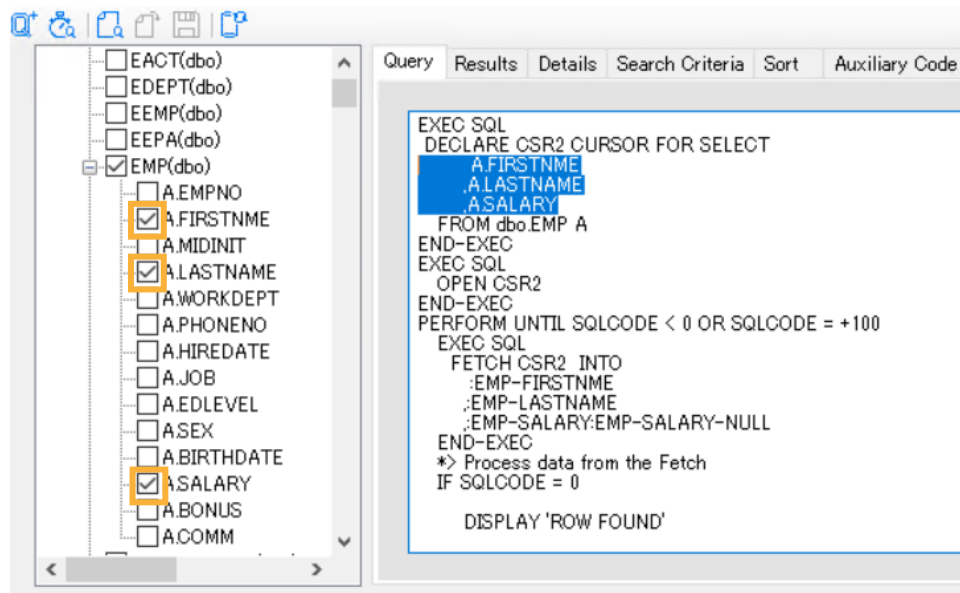 EACT(dbo)
EDEPT(dbo)
EEMP(dbo)
EEPA(dbo)
EMP(dbo)
A.EMPNO
A.FIRSTNME
A.MIDINIT
A.LASTNAME
A.WORKDEPT
A.PHONENO
A.HIREDATE
A.JOB
A.EDLEVEL
A.SEX
A.BIRTHDATE
A.SALARY
A.BONUS
A.COMM
Query Results Details Search Criteria Sort Auxiliary Code
EXEC SQL
DECLARE CSR2 CURSOR FOR SELECT
A.FIRSTNME
,A.LASTNAME
,A.SALARY
FROM dbo.EMP A
END-EXEC
EXEC SQL
OPEN CSR2
END-EXEC
PERFORM UNTIL SQLCODE < 0 OR SQLCODE = +100
EXEC SQL
FETCH CSR2 INTO
:EMP-FIRSTNME
,:EMP-LASTNAME
,:EMP-SALARY:EMP-SALARY-NULL
END-EXEC
*> Process data from the Fetch
IF SQLCODE = 0
DISPLAY 'ROW FOUND'